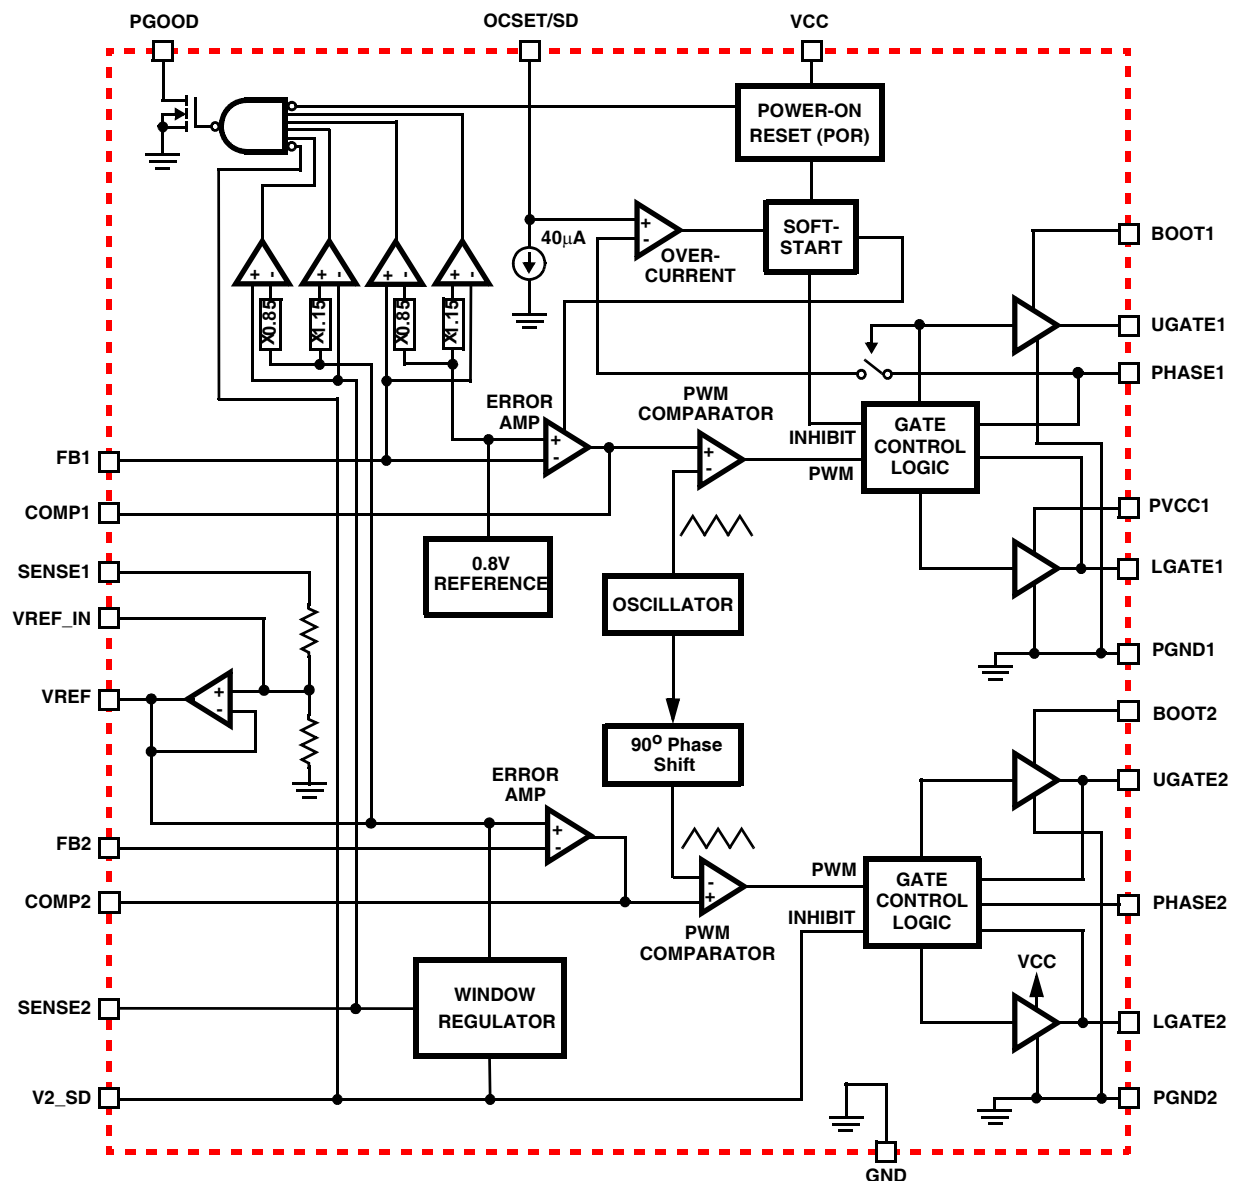 PGOOD
OCSET/SD
VCC
POWER-ON
RESET (POR)
SOFT-
START
40µA
+
-
OVER-
CURRENT
BOOT1
UGATE1
PHASE1
+ -
+ -
+ -
+ -
X0.85
X1.15
X0.85
X1.15
ERROR
AMP
+
-
PWM
COMPARATOR
+
-
INHIBIT
PWM
GATE
CONTROL
LOGIC
FB1
COMP1
PVCC1
LGATE1
SENSE1
VREF_IN
0.8V
REFERENCE
OSCILLATOR
PGND1
VREF
+
-
BOOT2
90o Phase
Shift
UGATE2
ERROR
AMP
+
-
FB2
COMP2
-
+
PWM
COMPARATOR
PWM
INHIBIT
GATE
CONTROL
LOGIC
PHASE2
VCC
SENSE2
WINDOW
REGULATOR
LGATE2
V2_SD
PGND2
GND